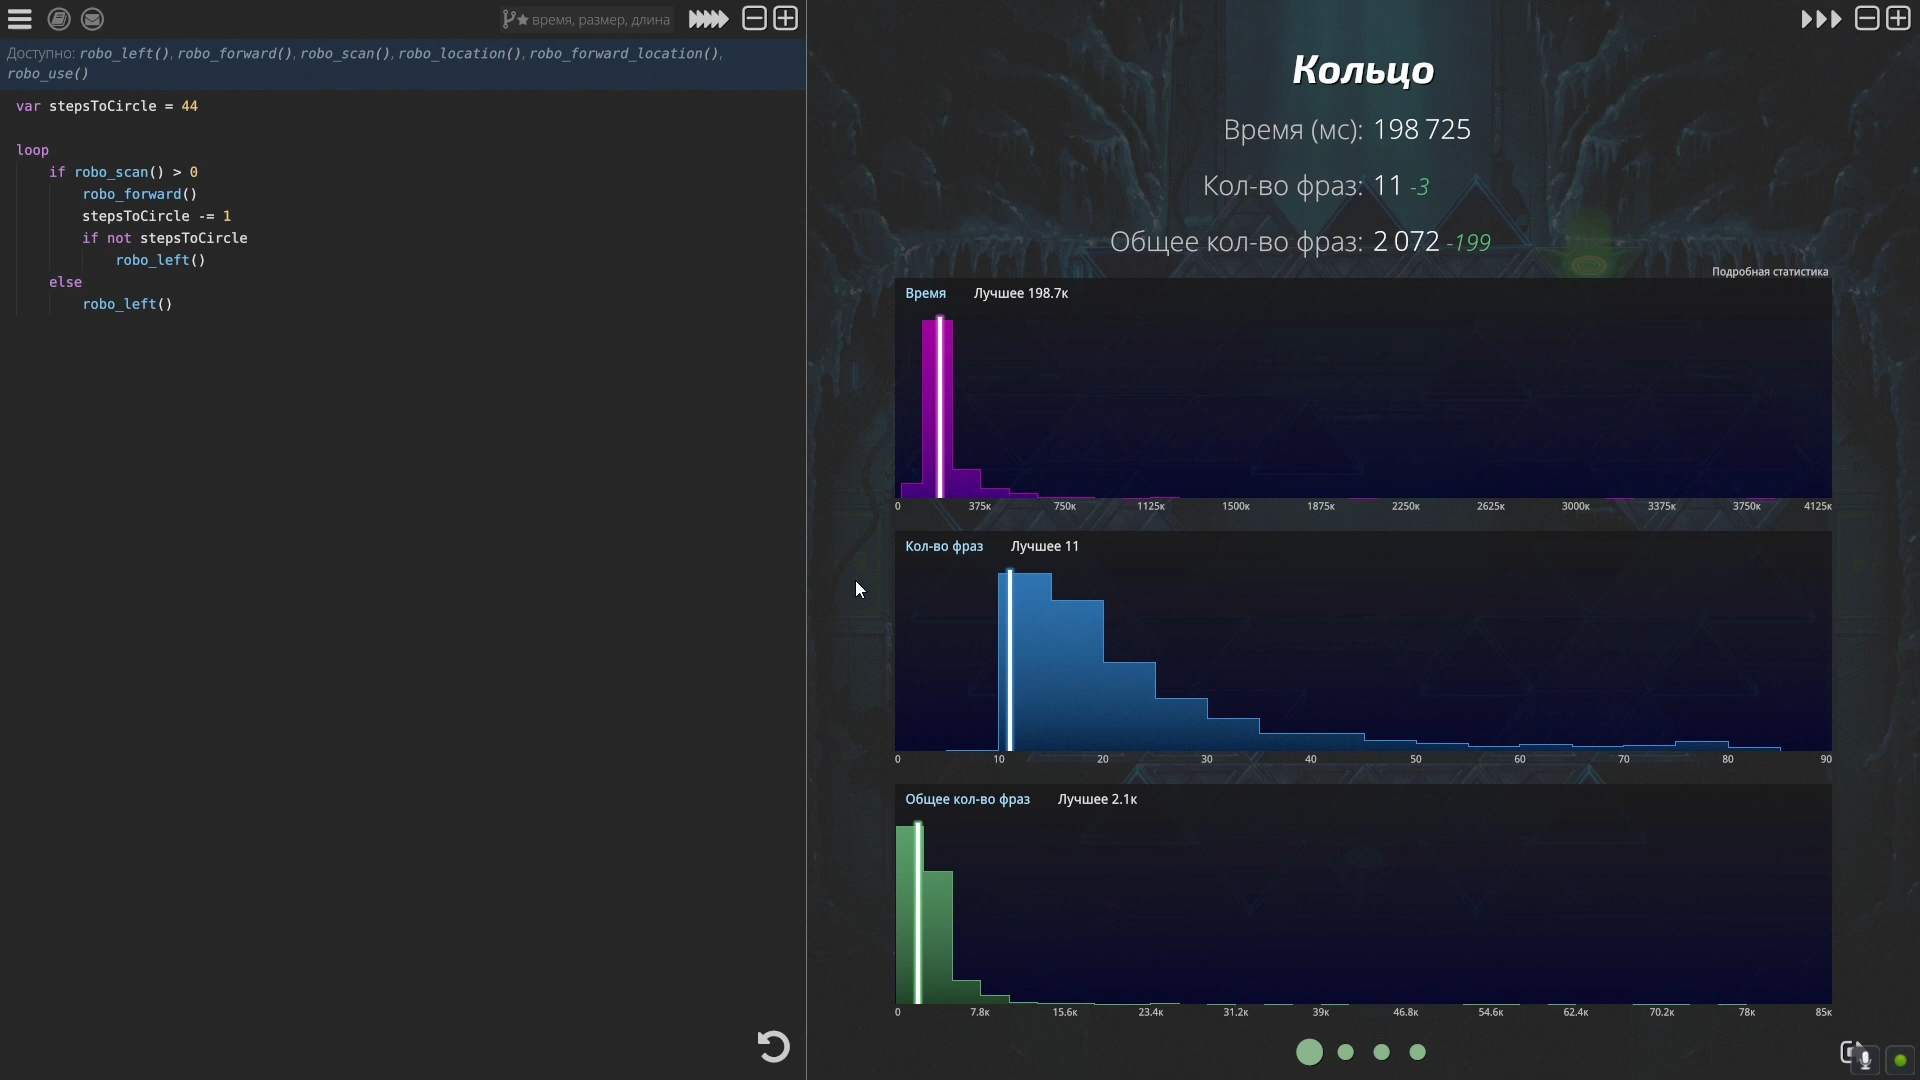 время, размер, длина
Доступно: robo_left(), robo_forward(), robo_scan(), robo_location(), robo_forward_location(),
robo_use()
var stepsToCircle = 44
loop
if robo_scan() > 0
robo_forward()
stepsToCircle -= 1
if not stepsToCircle
robo_left()
else
robo_left()
Кольцо
Время (мс): 198 725
Кол-во фраз: 11 -3
Общее кол-во фраз: 2 072 -199
Подробная статистика
Время Лучшее 198.7к
0 375к 750к 1125к 1500к 1875к 2250к 2625к 3000к 3375к 3750к 4125к
Кол-во фраз Лучшее 11
0 10 20 30 40 50 60 70 80 90
Общее кол-во фраз Лучшее 2.1к
0 7.8к 15.6к 23.4к 31.2к 39к 46.8к 54.6к 62.4к 70.2к 78к 85к